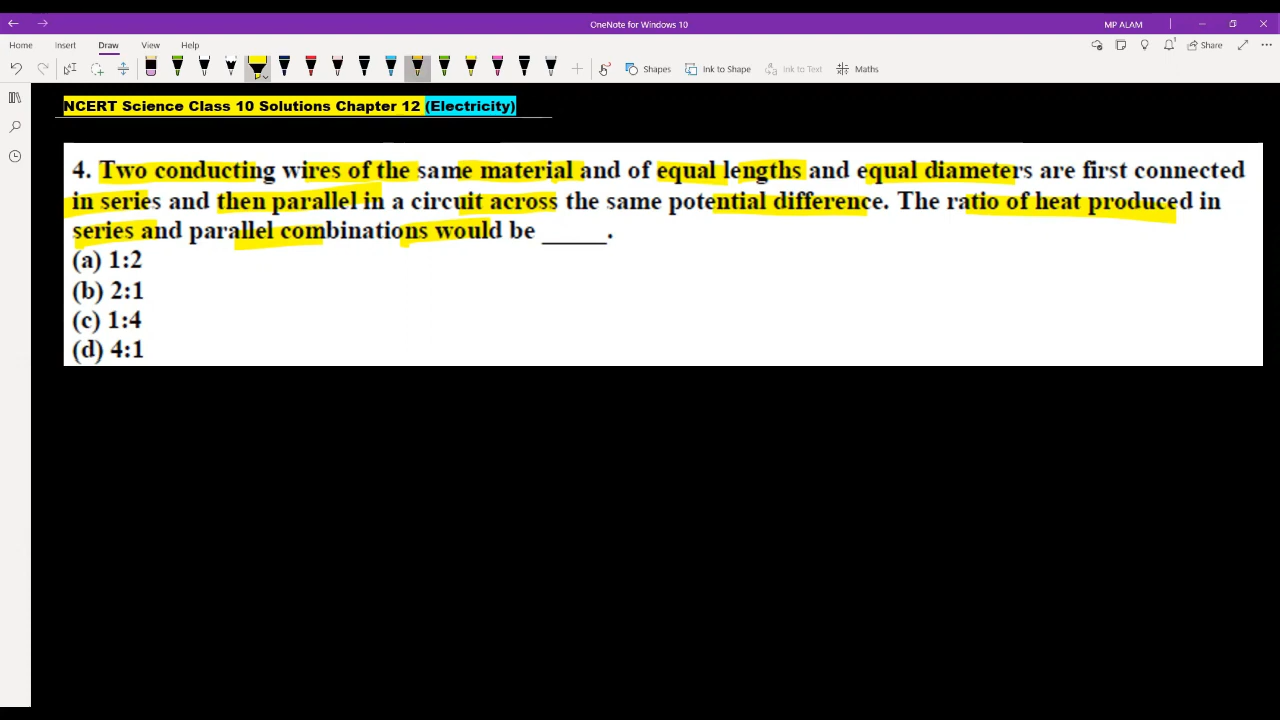 OneNote for Windows 10
MP ALAM
Home Insert Draw View Help
Share
Shapes Ink to Shape Ink to Text Maths
NCERT Science Class 10 Solutions Chapter 12 (Electricity)
4. Two conducting wires of the same material and of equal lengths and equal diameters are first connected
in series and then parallel in a circuit across the same potential difference. The ratio of heat produced in
series and parallel combinations would be _____.
(a) 1:2
(b) 2:1
(c) 1:4
(d) 4:1